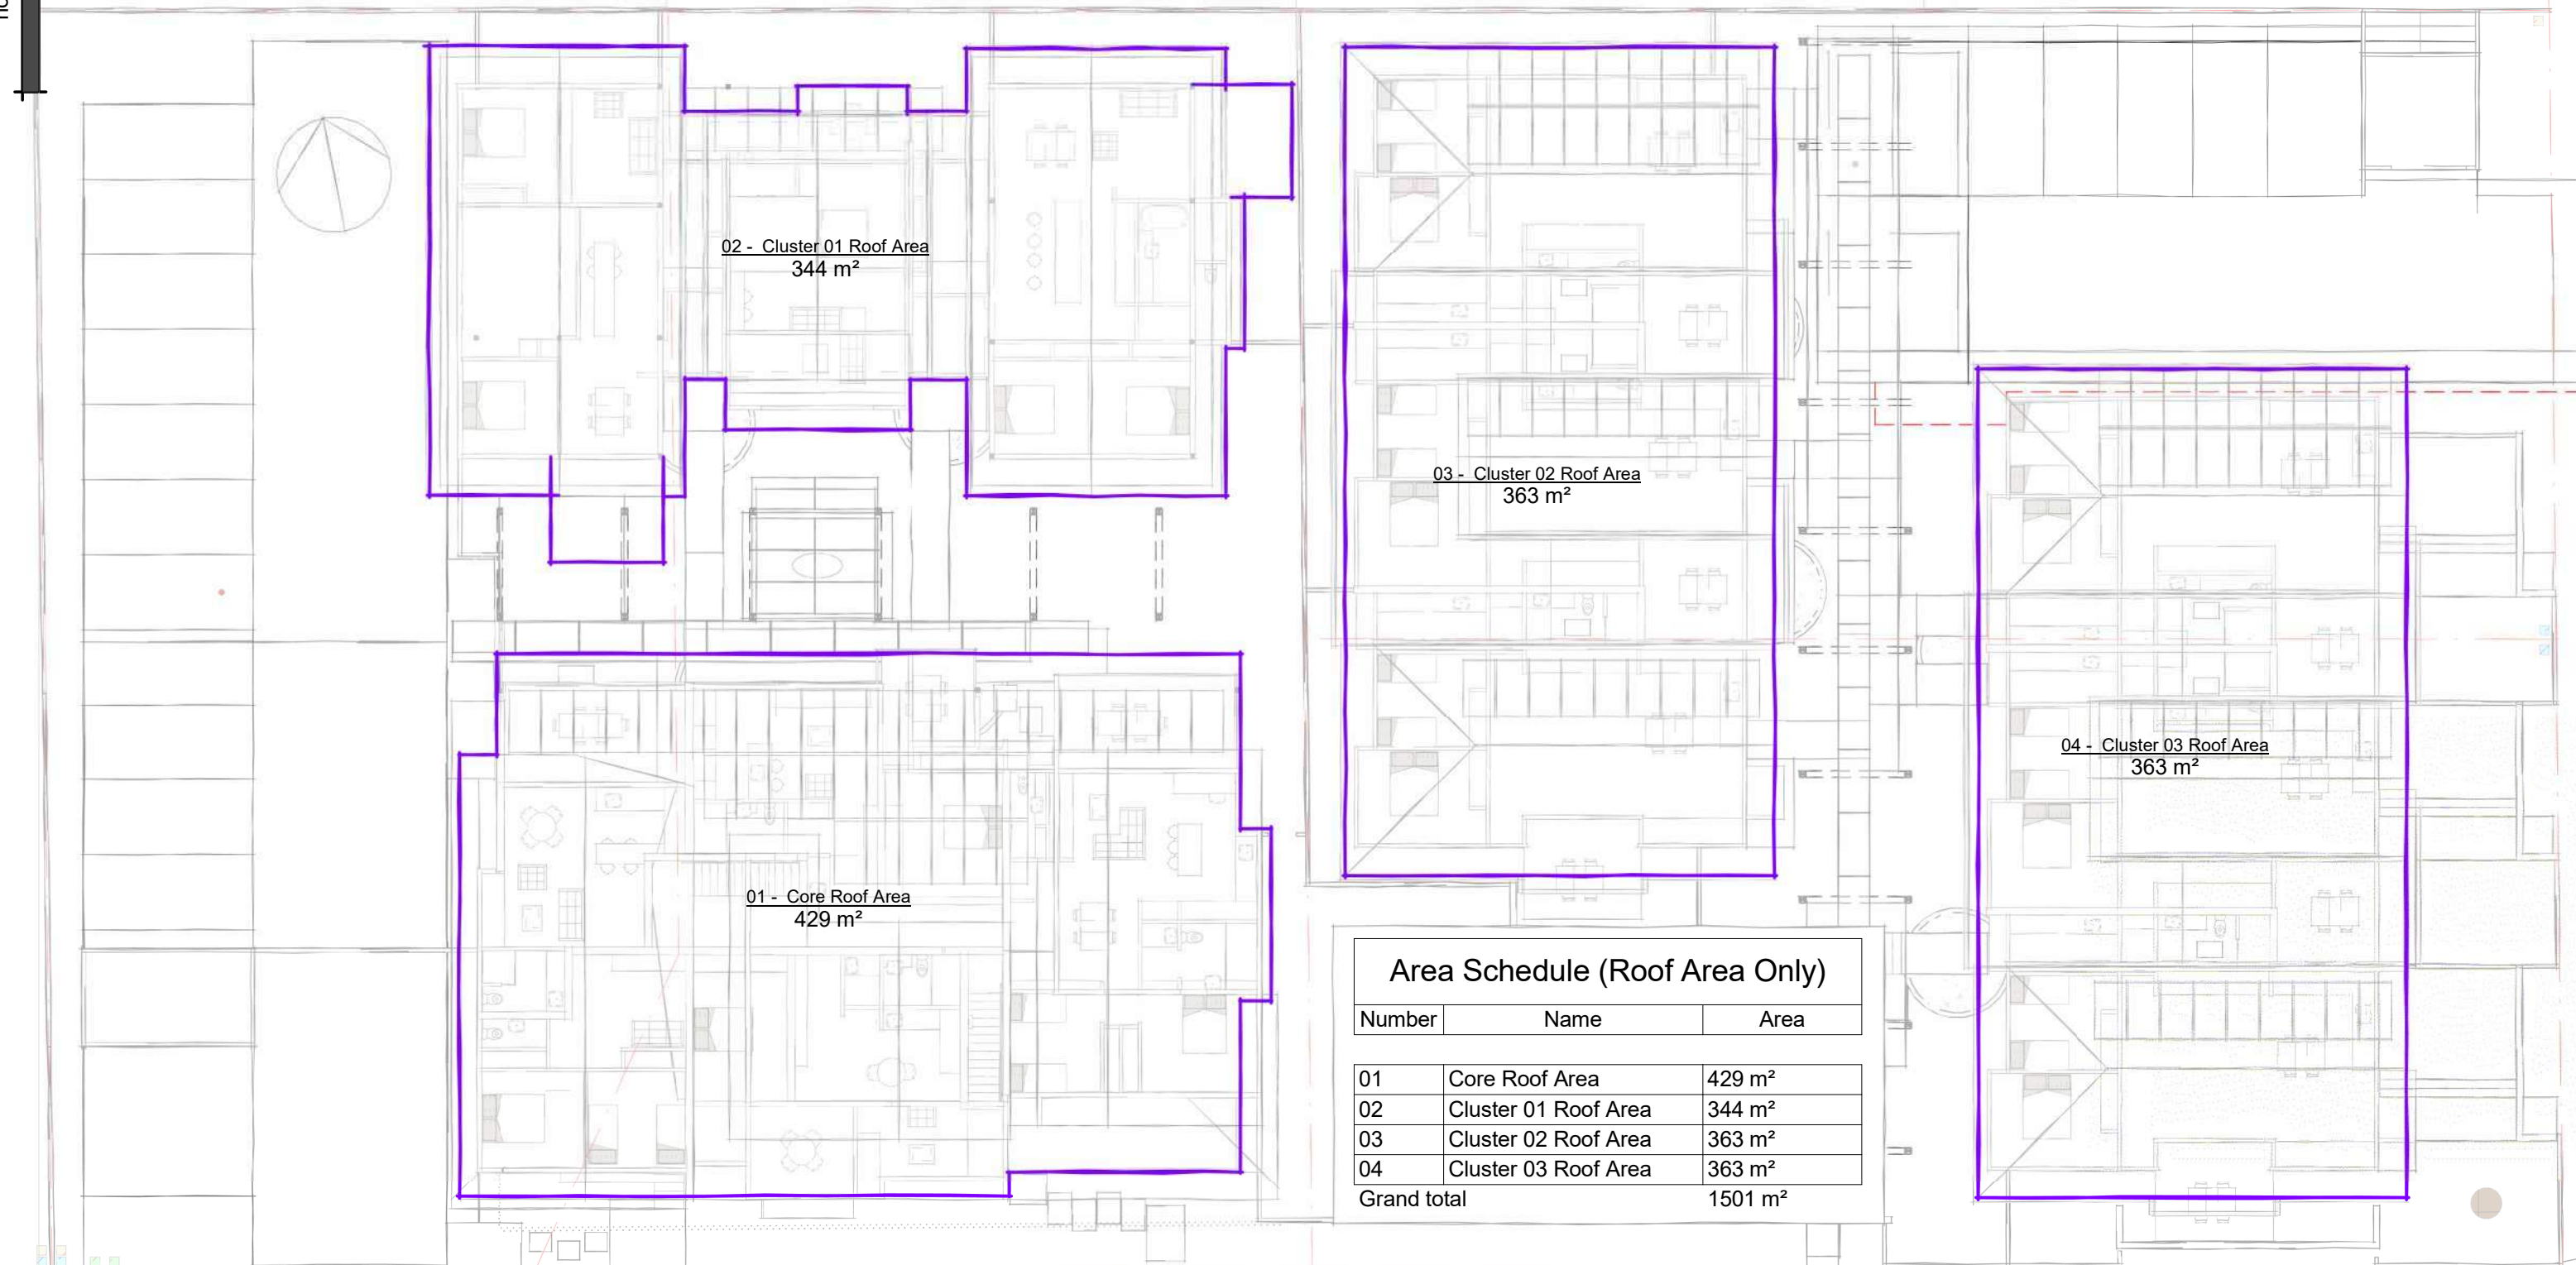 02 - Cluster 01 Roof Area
344 m²
03 - Cluster 02 Roof Area
363 m²
04 - Cluster 03 Roof Area
363 m²
01 - Core Roof Area
429 m²
Area Schedule (Roof Area Only)
Number Name Area
01 Core Roof Area 429 m²
02 Cluster 01 Roof Area 344 m²
03 Cluster 02 Roof Area 363 m²
04 Cluster 03 Roof Area 363 m²
Grand total 1501 m²